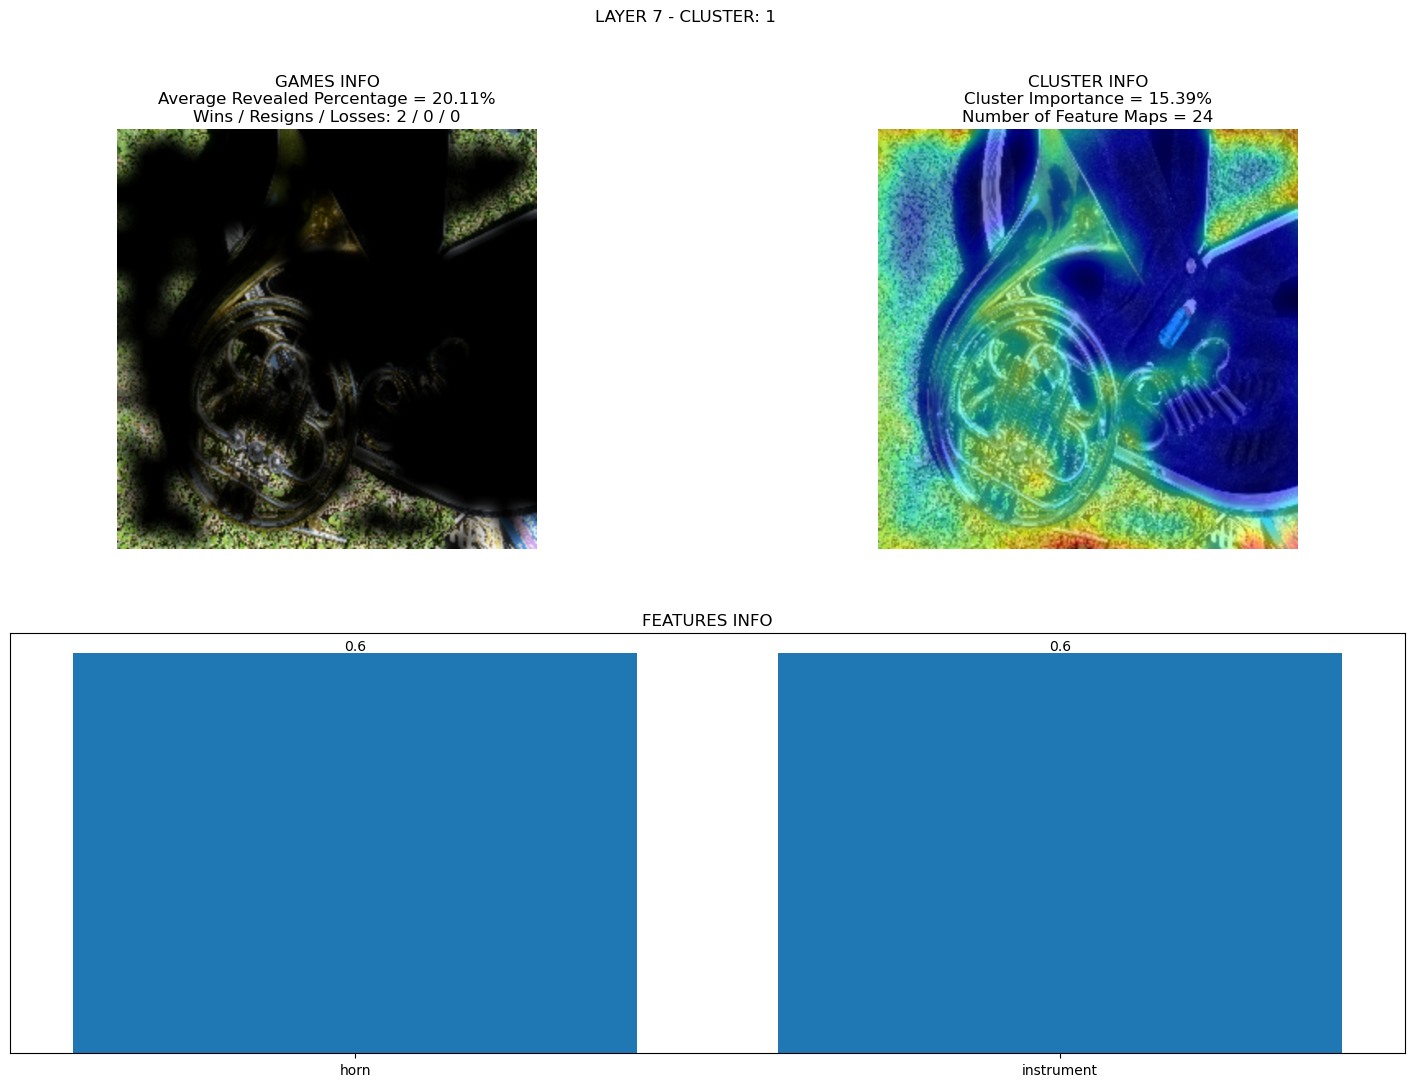 LAYER 7 - CLUSTER: 1
GAMES INFO
Average Revealed Percentage = 20.11%
Wins / Resigns / Losses: 2 / 0 / 0
CLUSTER INFO
Cluster Importance = 15.39%
Number of Feature Maps = 24
FEATURES INFO
0.6
0.6
horn
instrument